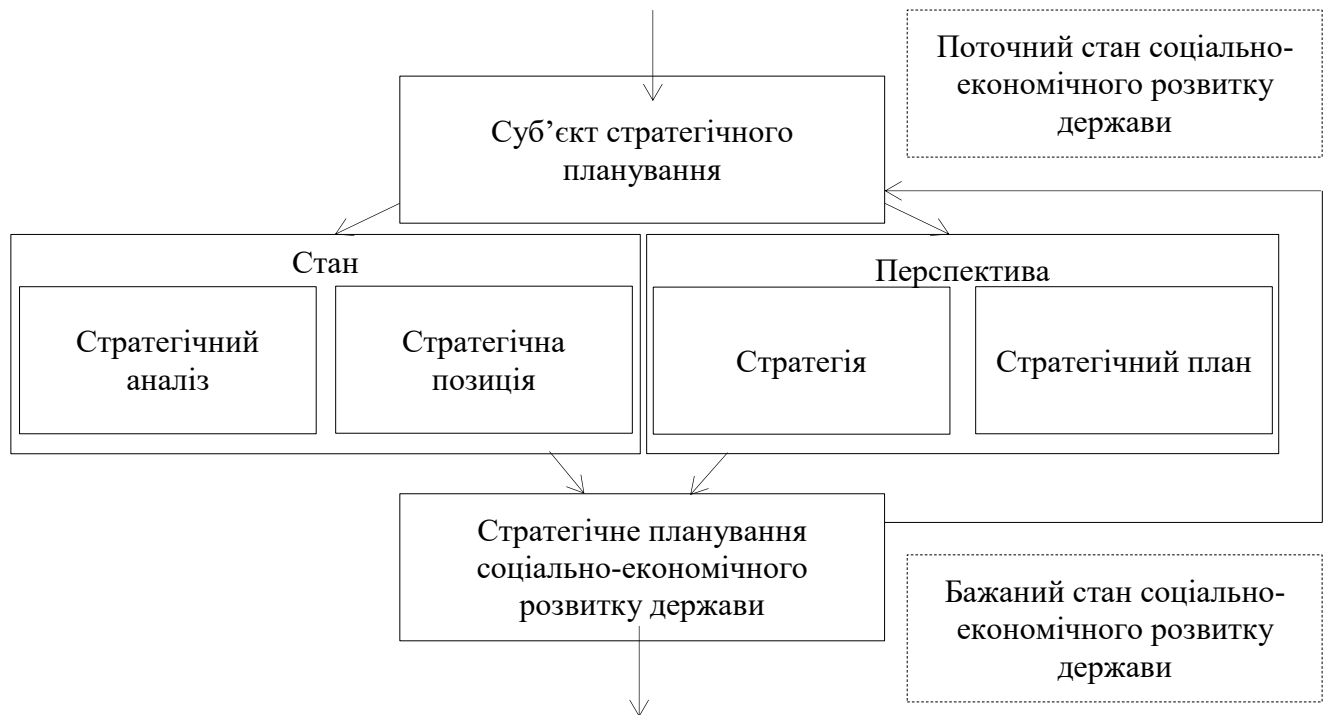 Поточний стан соціально-
економічного розвитку
держави
Суб’єкт стратегічного
планування
Стан
Перспектива
Стратегічний
аналіз
Стратегічна
позиція
Стратегія
Стратегічний план
Стратегічне планування
соціально-економічного
розвитку держави
Бажаний стан соціально-
економічного розвитку
держави